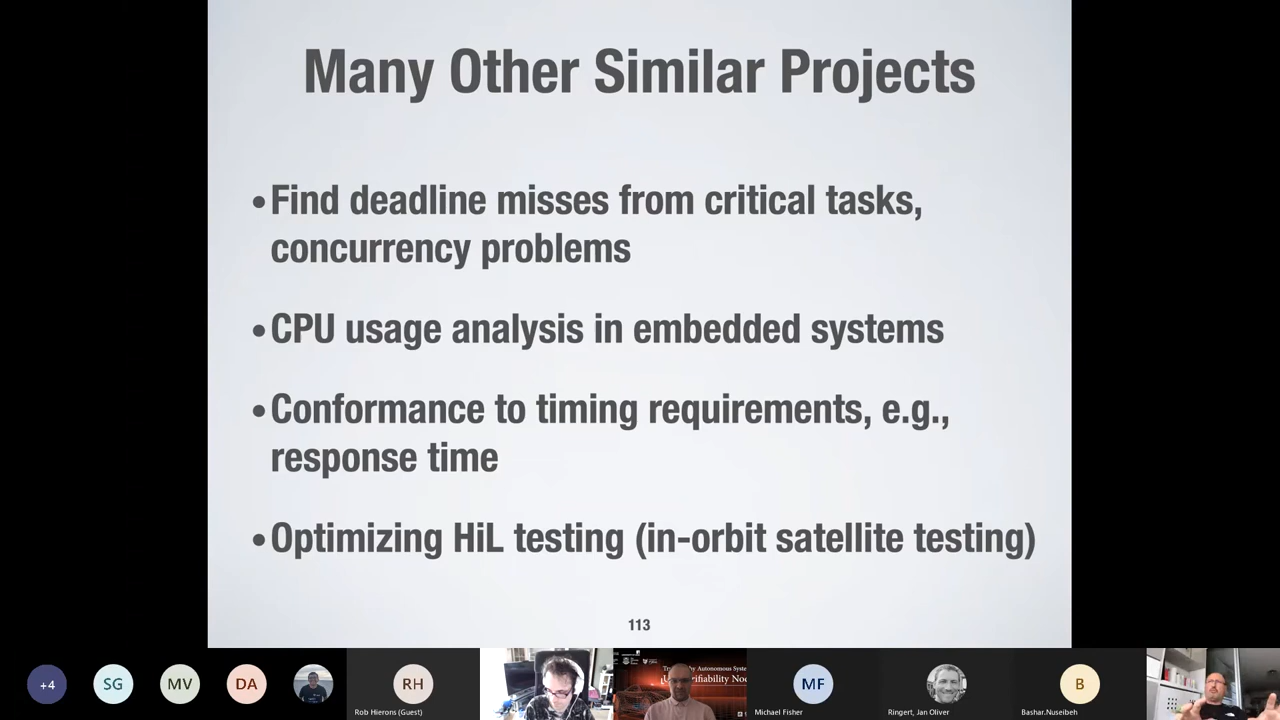 Many Other Similar Projects
•Find deadline misses from critical tasks,
concurrency problems
•CPU usage analysis in embedded systems
•Conformance to timing requirements, e.g.,
response time
•Optimizing HiL testing (in-orbit satellite testing)
113
+4
SG
MV
DA
RH
Rob Hierons (Guest)
MF
Michael Fisher
Ringert, Jan Oliver
B
Bashar.Nuseibeh